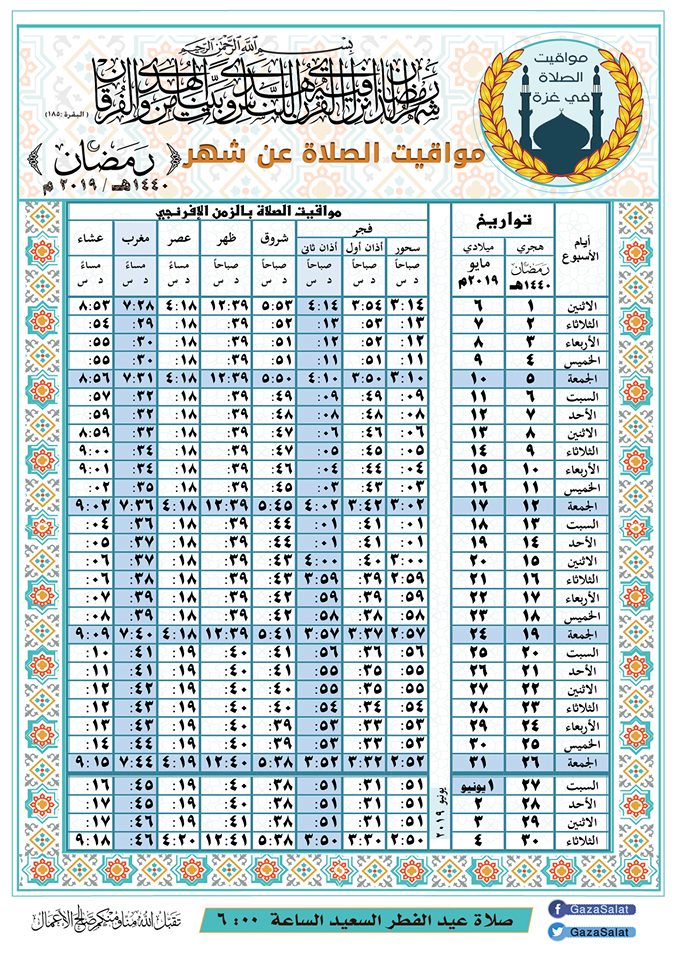 بسم الله الرحمن الرحيم
شهر رمضان الذي أنزل فيه القرآن هدى للناس وبينات من الهدى والفرقان
(البقرة :١٨٥)
مواقيت
الصلاة
في غزة
مواقيت الصلاة عن شهر رمضان
١٤٤٠هـ / ٢٠١٩ م
أيام الأسبوع تواريخ مواقيت الصلاة بالزمن الإفرنجي
هجري ميلادي فجر شروق ظهر عصر مغرب عشاء
سحور أذان أول أذان ثاني
رمضان ١٤٤٠هـ مايو ٢٠١٩م صباحاً صباحاً صباحاً صباحاً صباحاً مساءً مساءً مساءً
د س د س د س د س د س د س د س د س
الاثنين ١ ٦ ٣:١٤ ٣:٥٤ ٤:١٤ ٥:٥٣ ١٢:٣٩ ٤:١٨ ٧:٢٨ ٨:٥٣
الثلاثاء ٢ ٧ :١٣ :٥٣ :١٣ :٥٢ :٣٩ :١٨ :٢٩ :٥٤
الأربعاء ٣ ٨ :١٢ :٥٢ :١٢ :٥١ :٣٩ :١٨ :٣٠ :٥٥
الخميس ٤ ٩ :١١ :٥١ :١١ :٥١ :٣٩ :١٨ :٣٠ :٥٥
الجمعة ٥ ١٠ ٣:١٠ ٣:٥٠ ٤:١٠ ٥:٥٠ ١٢:٣٩ ٤:١٨ ٧:٣١ ٨:٥٦
السبت ٦ ١١ :٠٩ :٤٩ :٠٩ :٤٩ :٣٩ :١٨ :٣٢ :٥٧
الأحد ٧ ١٢ :٠٨ :٤٨ :٠٨ :٤٨ :٣٩ :١٨ :٣٢ :٥٩
الاثنين ٨ ١٣ :٠٦ :٤٦ :٠٦ :٤٧ :٣٩ :١٨ :٣٣ ٨:٥٩
الثلاثاء ٩ ١٤ :٠٥ :٤٥ :٠٥ :٤٧ :٣٩ :١٨ :٣٤ ٩:٠٠
الأربعاء ١٠ ١٥ :٠٤ :٤٤ :٠٤ :٤٦ :٣٩ :١٨ :٣٤ ٩:٠١
الخميس ١١ ١٦ :٠٣ :٤٣ :٠٣ :٤٥ :٣٩ :١٨ :٣٥ :٠٢
الجمعة ١٢ ١٧ ٣:٠٢ ٣:٤٢ ٤:٠٢ ٥:٤٥ ١٢:٣٩ ٤:١٨ ٧:٣٦ ٩:٠٣
السبت ١٣ ١٨ :٠١ :٤١ :٠١ :٤٤ :٣٩ :١٨ :٣٦ :٠٤
الأحد ١٤ ١٩ :٠١ :٤١ :٠١ :٤٤ :٣٩ :١٨ :٣٧ :٠٥
الاثنين ١٥ ٢٠ ٣:٠٠ :٤٠ ٤:٠٠ :٤٣ :٣٩ :١٨ :٣٧ :٠٦
الثلاثاء ١٦ ٢١ ٢:٥٩ :٣٩ ٣:٥٩ :٤٣ :٣٩ :١٨ :٣٨ :٠٦
الأربعاء ١٧ ٢٢ :٥٩ :٣٩ :٥٩ :٤٢ :٣٩ :١٨ :٣٩ :٠٧
الخميس ١٨ ٢٣ :٥٨ :٣٨ :٥٨ :٤٢ :٣٩ :١٨ :٣٩ :٠٨
الجمعة ١٩ ٢٤ ٢:٥٧ ٣:٣٧ ٣:٥٧ ٥:٤١ ١٢:٣٩ ٤:١٨ ٧:٤٠ ٩:٠٩
السبت ٢٠ ٢٥ :٥٦ :٣٦ :٥٦ :٤١ :٤٠ :١٩ :٤١ :١٠
الأحد ٢١ ٢٦ :٥٥ :٣٥ :٥٥ :٤٠ :٤٠ :١٩ :٤١ :١١
الاثنين ٢٢ ٢٧ :٥٥ :٣٥ :٥٥ :٤٠ :٤٠ :١٩ :٤٢ :١٢
الثلاثاء ٢٣ ٢٨ :٥٤ :٣٤ :٥٤ :٤٠ :٤٠ :١٩ :٤٢ :١٢
الأربعاء ٢٤ ٢٩ :٥٣ :٣٣ :٥٣ :٣٩ :٤٠ :١٩ :٤٣ :١٣
الخميس ٢٥ ٣٠ :٥٣ :٣٣ :٥٣ :٣٩ :٤٠ :١٩ :٤٤ :١٤
الجمعة ٢٦ ٣١ ٢:٥٢ ٣:٣٢ ٣:٥٢ ٥:٣٨ ١٢:٤٠ ٤:١٩ ٧:٤٤ ٩:١٥
يونيو ٢٠١٩
السبت ٢٧ ١ يونيو :٥١ :٣١ :٥١ :٣٨ :٤٠ :١٩ :٤٥ :١٦
الأحد ٢٨ ٢ :٥١ :٣١ :٥١ :٣٨ :٤٠ :١٩ :٤٥ :١٧
الاثنين ٢٩ ٣ :٥١ :٣١ :٥١ :٣٨ :٤٠ :١٩ :٤٦ :١٧
الثلاثاء ٣٠ ٤ ٢:٥٠ ٣:٣٠ ٣:٥٠ ٥:٣٨ ١٢:٤١ ٤:٢٠ :٤٦ ٩:١٨
GazaSalat
GazaSalat
صلاة عيد الفطر السعيد الساعة ٦:٠٠
تقبل الله منا ومنكم صالح الأعمال